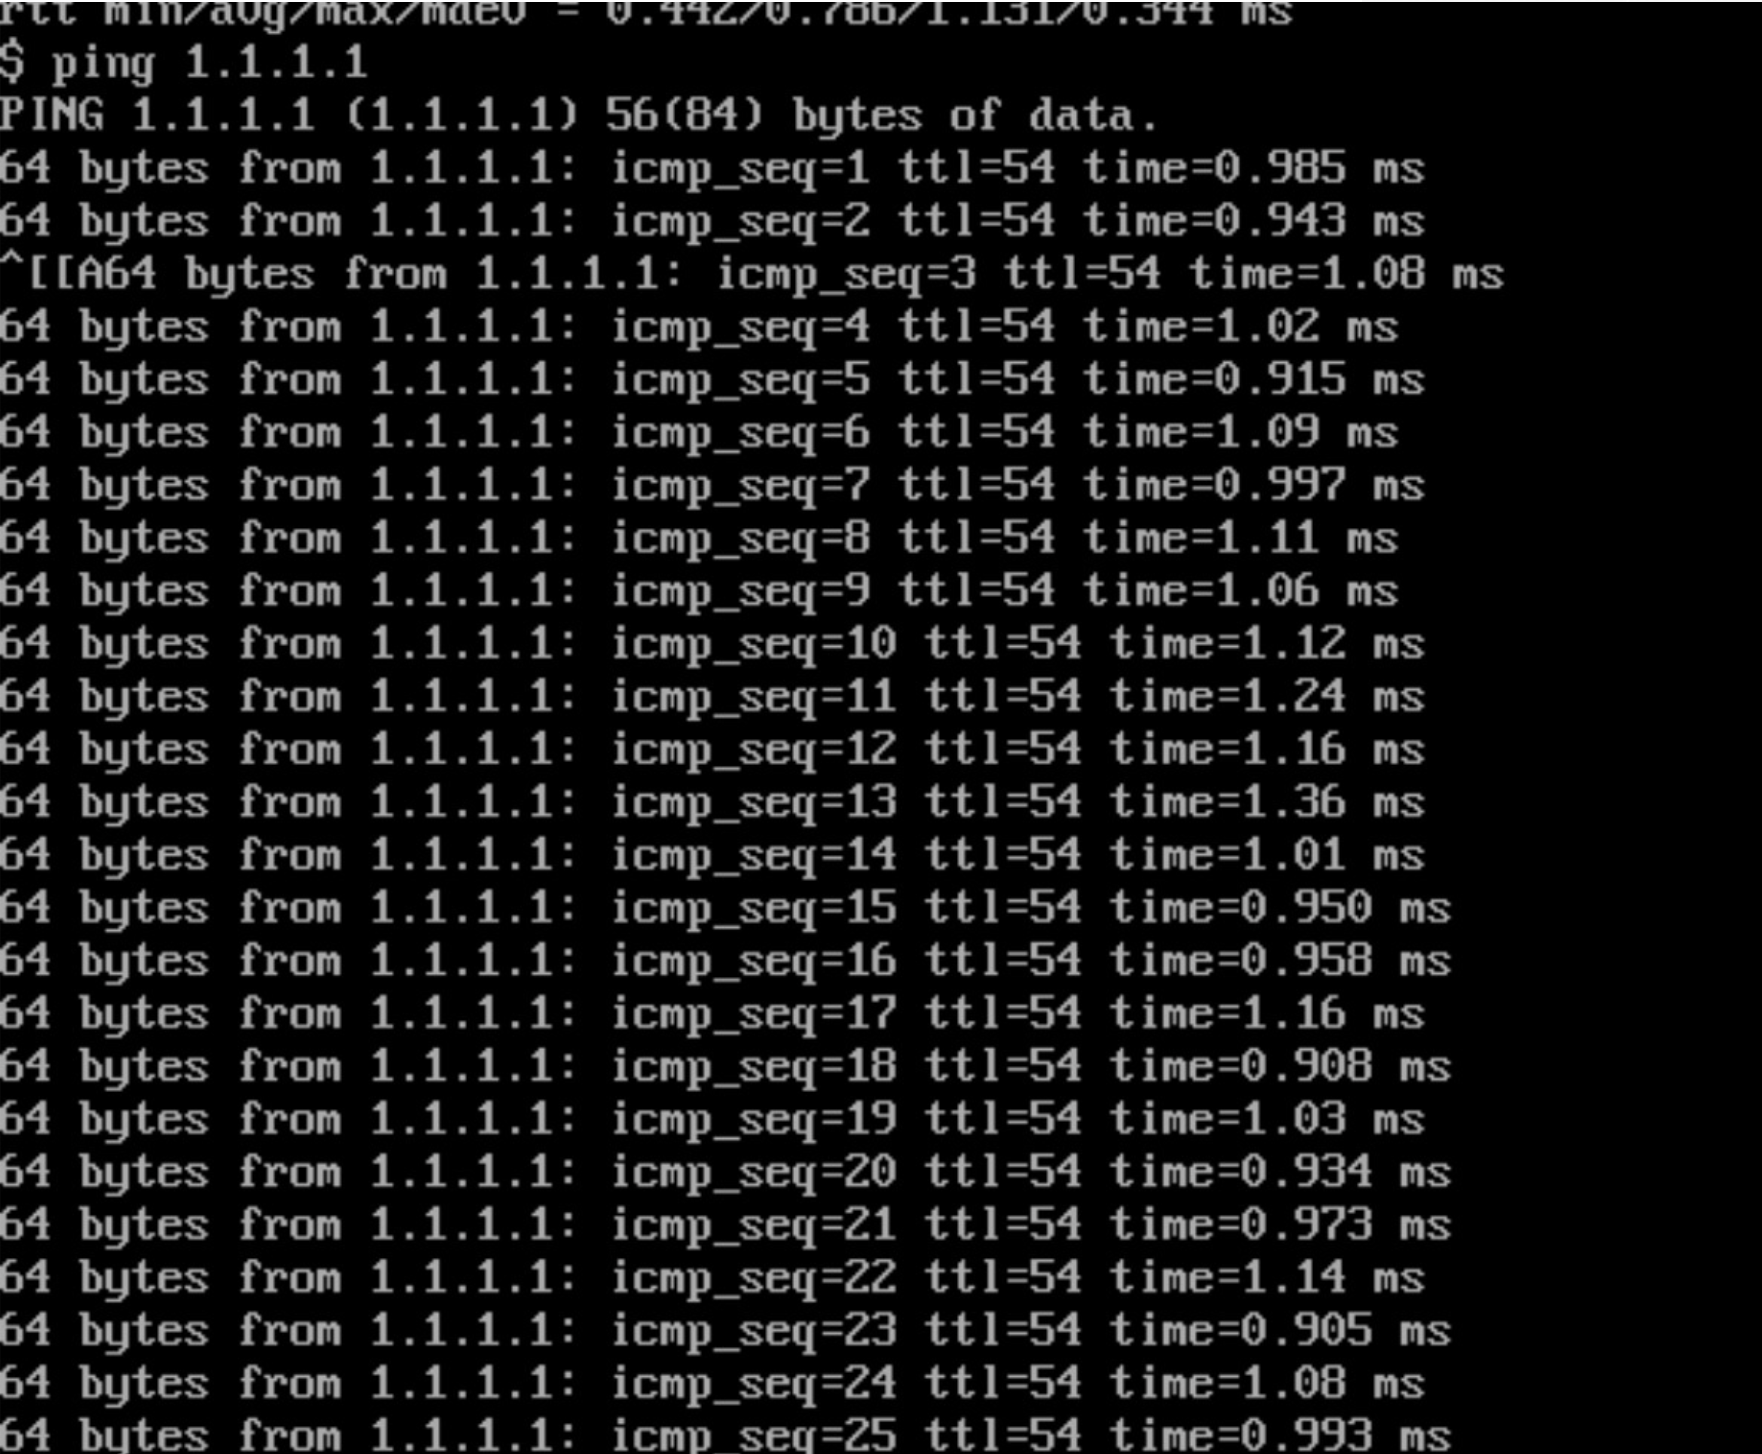 rtt min/avg/max/mdev = 0.442/0.786/1.131/0.344 ms
$ ping 1.1.1.1
PING 1.1.1.1 (1.1.1.1) 56(84) bytes of data.
64 bytes from 1.1.1.1: icmp_seq=1 ttl=54 time=0.985 ms
64 bytes from 1.1.1.1: icmp_seq=2 ttl=54 time=0.943 ms
^[[A64 bytes from 1.1.1.1: icmp_seq=3 ttl=54 time=1.08 ms
64 bytes from 1.1.1.1: icmp_seq=4 ttl=54 time=1.02 ms
64 bytes from 1.1.1.1: icmp_seq=5 ttl=54 time=0.915 ms
64 bytes from 1.1.1.1: icmp_seq=6 ttl=54 time=1.09 ms
64 bytes from 1.1.1.1: icmp_seq=7 ttl=54 time=0.997 ms
64 bytes from 1.1.1.1: icmp_seq=8 ttl=54 time=1.11 ms
64 bytes from 1.1.1.1: icmp_seq=9 ttl=54 time=1.06 ms
64 bytes from 1.1.1.1: icmp_seq=10 ttl=54 time=1.12 ms
64 bytes from 1.1.1.1: icmp_seq=11 ttl=54 time=1.24 ms
64 bytes from 1.1.1.1: icmp_seq=12 ttl=54 time=1.16 ms
64 bytes from 1.1.1.1: icmp_seq=13 ttl=54 time=1.36 ms
64 bytes from 1.1.1.1: icmp_seq=14 ttl=54 time=1.01 ms
64 bytes from 1.1.1.1: icmp_seq=15 ttl=54 time=0.950 ms
64 bytes from 1.1.1.1: icmp_seq=16 ttl=54 time=0.958 ms
64 bytes from 1.1.1.1: icmp_seq=17 ttl=54 time=1.16 ms
64 bytes from 1.1.1.1: icmp_seq=18 ttl=54 time=0.908 ms
64 bytes from 1.1.1.1: icmp_seq=19 ttl=54 time=1.03 ms
64 bytes from 1.1.1.1: icmp_seq=20 ttl=54 time=0.934 ms
64 bytes from 1.1.1.1: icmp_seq=21 ttl=54 time=0.973 ms
64 bytes from 1.1.1.1: icmp_seq=22 ttl=54 time=1.14 ms
64 bytes from 1.1.1.1: icmp_seq=23 ttl=54 time=0.905 ms
64 bytes from 1.1.1.1: icmp_seq=24 ttl=54 time=1.08 ms
64 bytes from 1.1.1.1: icmp_seq=25 ttl=54 time=0.993 ms